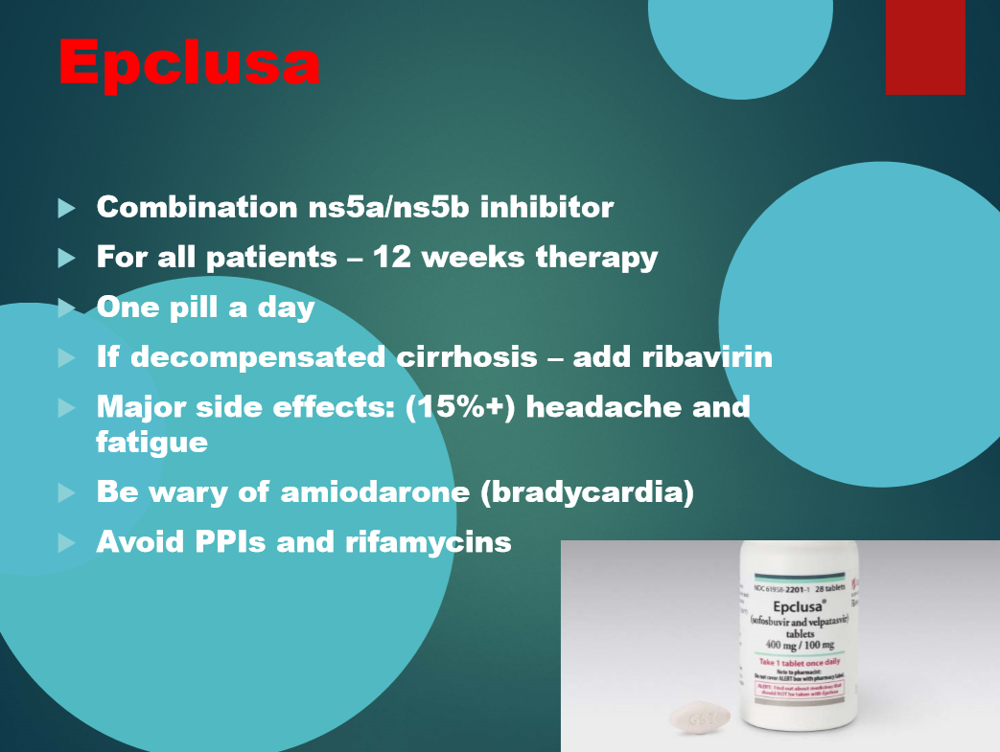 Epclusa
Combination ns5a/ns5b inhibitor
For all patients – 12 weeks therapy
One pill a day
If decompensated cirrhosis – add ribavirin
Major side effects: (15%+) headache and
fatigue
Be wary of amiodarone (bradycardia)
Avoid PPIs and rifamycins
NDC 61958-2201-1 28 tablets
Epclusa®
(sofosbuvir and velpatasvir)
tablets
400 mg / 100 mg
Take 1 tablet once daily
Note to pharmacist:
Do not cover ALERT box with pharmacy label.
ALERT: Find out about medicines that
should NOT be taken with Epclusa
GSI